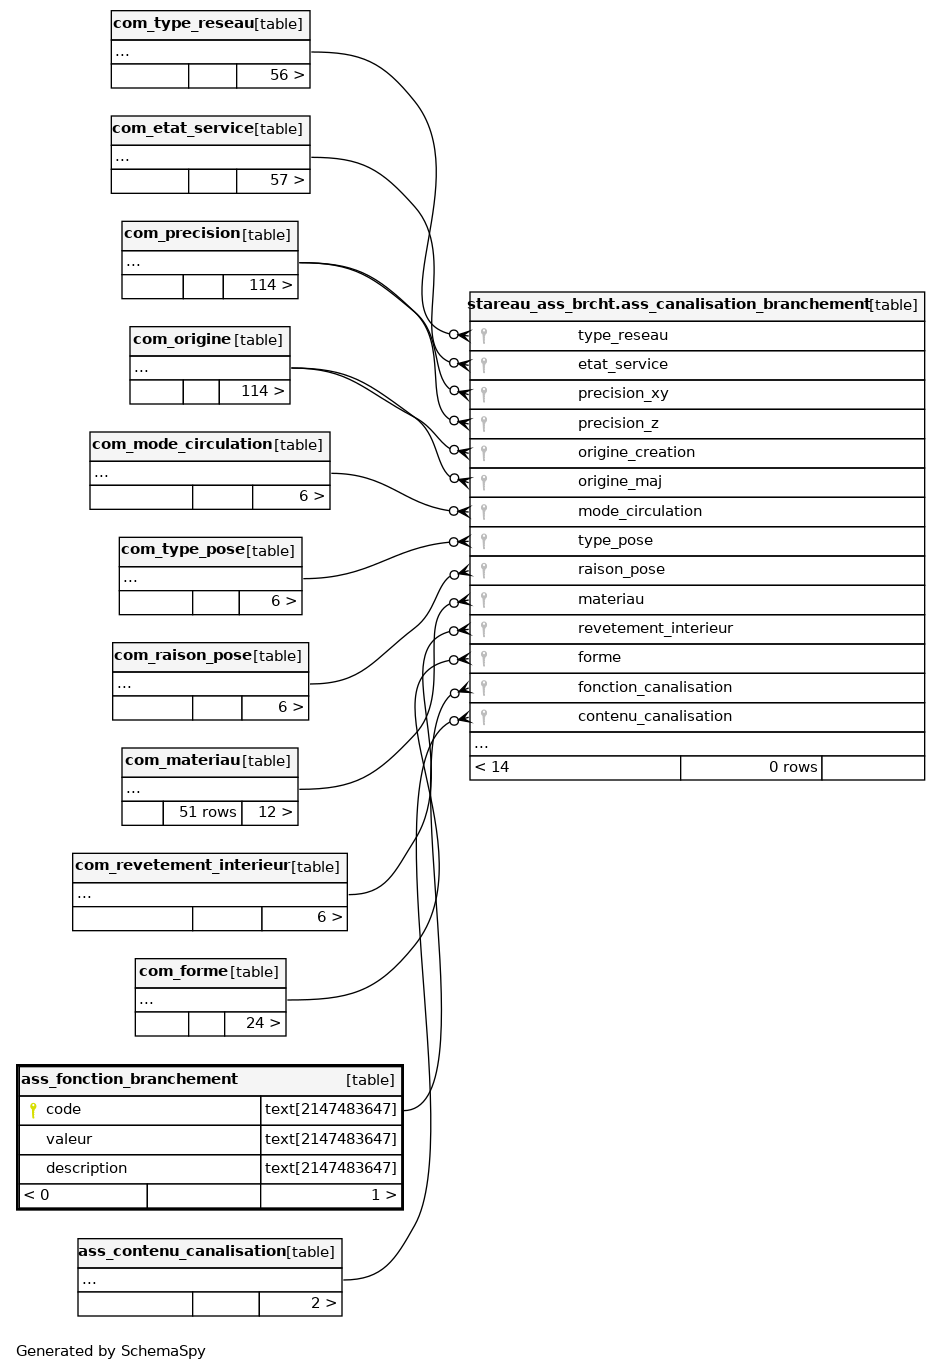 com_type_reseau [table]
...
56 >
com_etat_service [table]
...
57 >
com_precision [table]
...
114 >
com_origine [table]
...
114 >
com_mode_circulation [table]
...
6 >
com_type_pose [table]
...
6 >
com_raison_pose [table]
...
6 >
com_materiau [table]
...
51 rows 12 >
com_revetement_interieur [table]
...
6 >
com_forme [table]
...
24 >
ass_fonction_branchement [table]
code text[2147483647]
valeur text[2147483647]
description text[2147483647]
< 0 1 >
ass_contenu_canalisation [table]
...
2 >
stareau_ass_brcht.ass_canalisation_branchement [table]
type_reseau
etat_service
precision_xy
precision_z
origine_creation
origine_maj
mode_circulation
type_pose
raison_pose
materiau
revetement_interieur
forme
fonction_canalisation
contenu_canalisation
...
< 14 0 rows
Generated by SchemaSpy